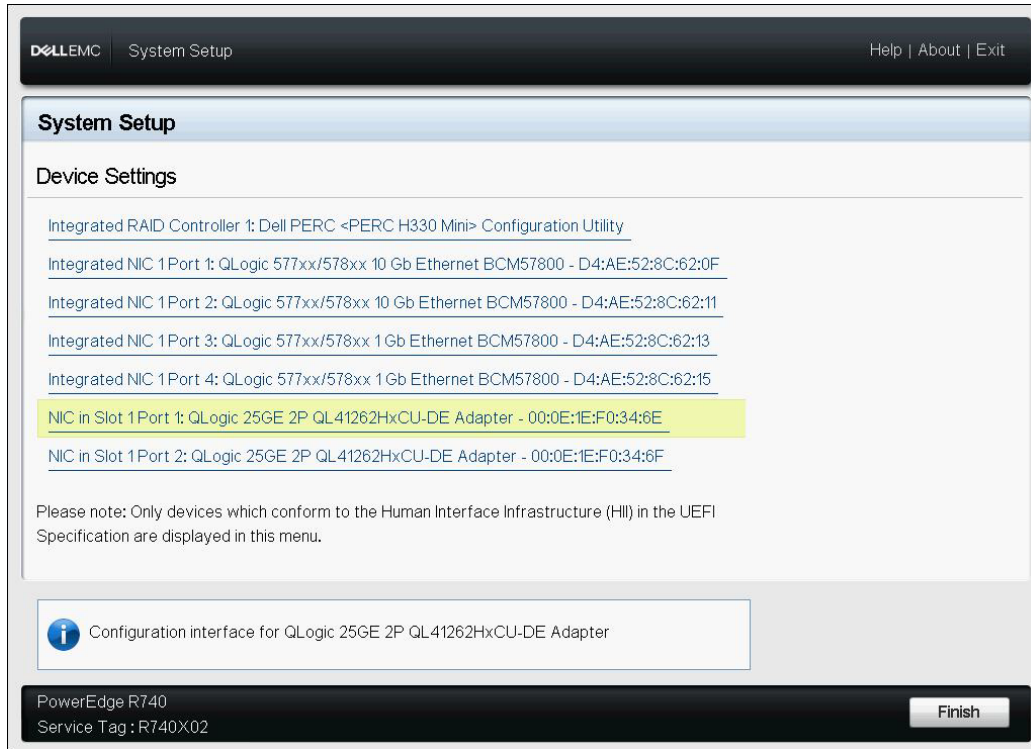 DELLEMC System Setup Help | About | Exit
System Setup
Device Settings
Integrated RAID Controller 1: Dell PERC <PERC H330 Mini> Configuration Utility
Integrated NIC 1 Port 1: QLogic 577xx/578xx 10 Gb Ethernet BCM57800 - D4:AE:52:8C:62:0F
Integrated NIC 1 Port 2: QLogic 577xx/578xx 10 Gb Ethernet BCM57800 - D4:AE:52:8C:62:11
Integrated NIC 1 Port 3: QLogic 577xx/578xx 1 Gb Ethernet BCM57800 - D4:AE:52:8C:62:13
Integrated NIC 1 Port 4: QLogic 577xx/578xx 1 Gb Ethernet BCM57800 - D4:AE:52:8C:62:15
NIC in Slot 1 Port 1: QLogic 25GE 2P QL41262HxCU-DE Adapter - 00:0E:1E:F0:34:6E
NIC in Slot 1 Port 2: QLogic 25GE 2P QL41262HxCU-DE Adapter - 00:0E:1E:F0:34:6F
Please note: Only devices which conform to the Human Interface Infrastructure (HII) in the UEFI
Specification are displayed in this menu.
Configuration interface for QLogic 25GE 2P QL41262HxCU-DE Adapter
PowerEdge R740
Service Tag : R740X02
Finish